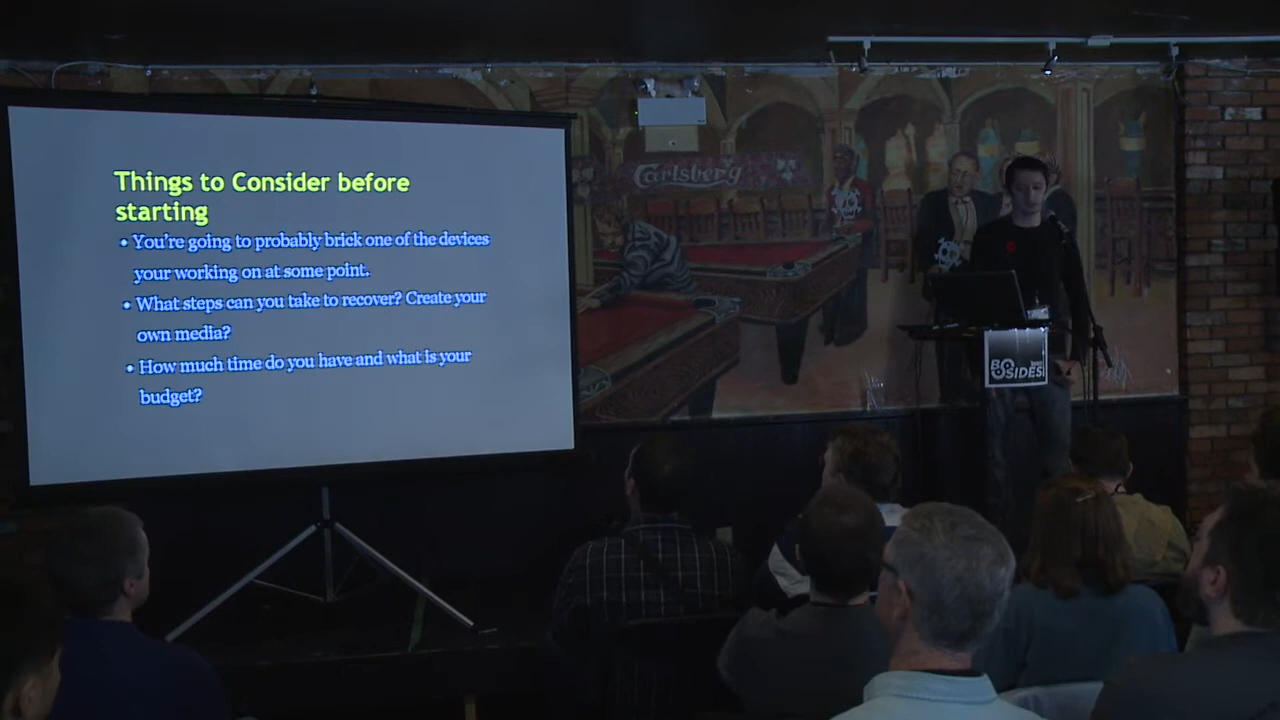 Things to Consider before
starting
• You're going to probably brick one of the devices
your working on at some point.
• What steps can you take to recover? Create your
own media?
• How much time do you have and what is your
budget?
Carlsberg
BSIDES